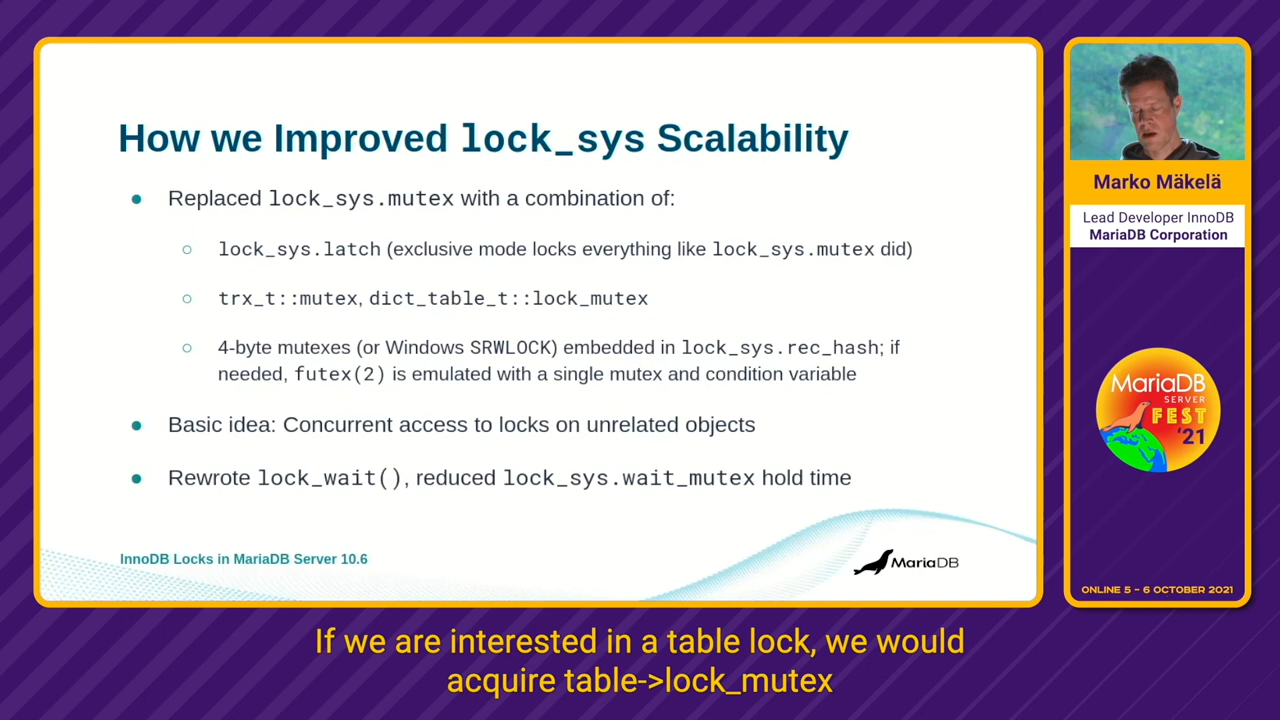 How we Improved lock_sys Scalability
● Replaced lock_sys.mutex with a combination of:
○ lock_sys.latch (exclusive mode locks everything like lock_sys.mutex did)
○ trx_t::mutex, dict_table_t::lock_mutex
○ 4-byte mutexes (or Windows SRWLOCK) embedded in lock_sys.rec_hash; if
needed, futex(2) is emulated with a single mutex and condition variable
● Basic idea: Concurrent access to locks on unrelated objects
● Rewrote lock_wait(), reduced lock_sys.wait_mutex hold time
InnoDB Locks in MariaDB Server 10.6
MariaDB
Marko Mäkelä
Lead Developer InnoDB
MariaDB Corporation
MariaDB
SERVER
FEST
'21
ONLINE 5 - 6 OCTOBER 2021
If we are interested in a table lock, we would
acquire table->lock_mutex